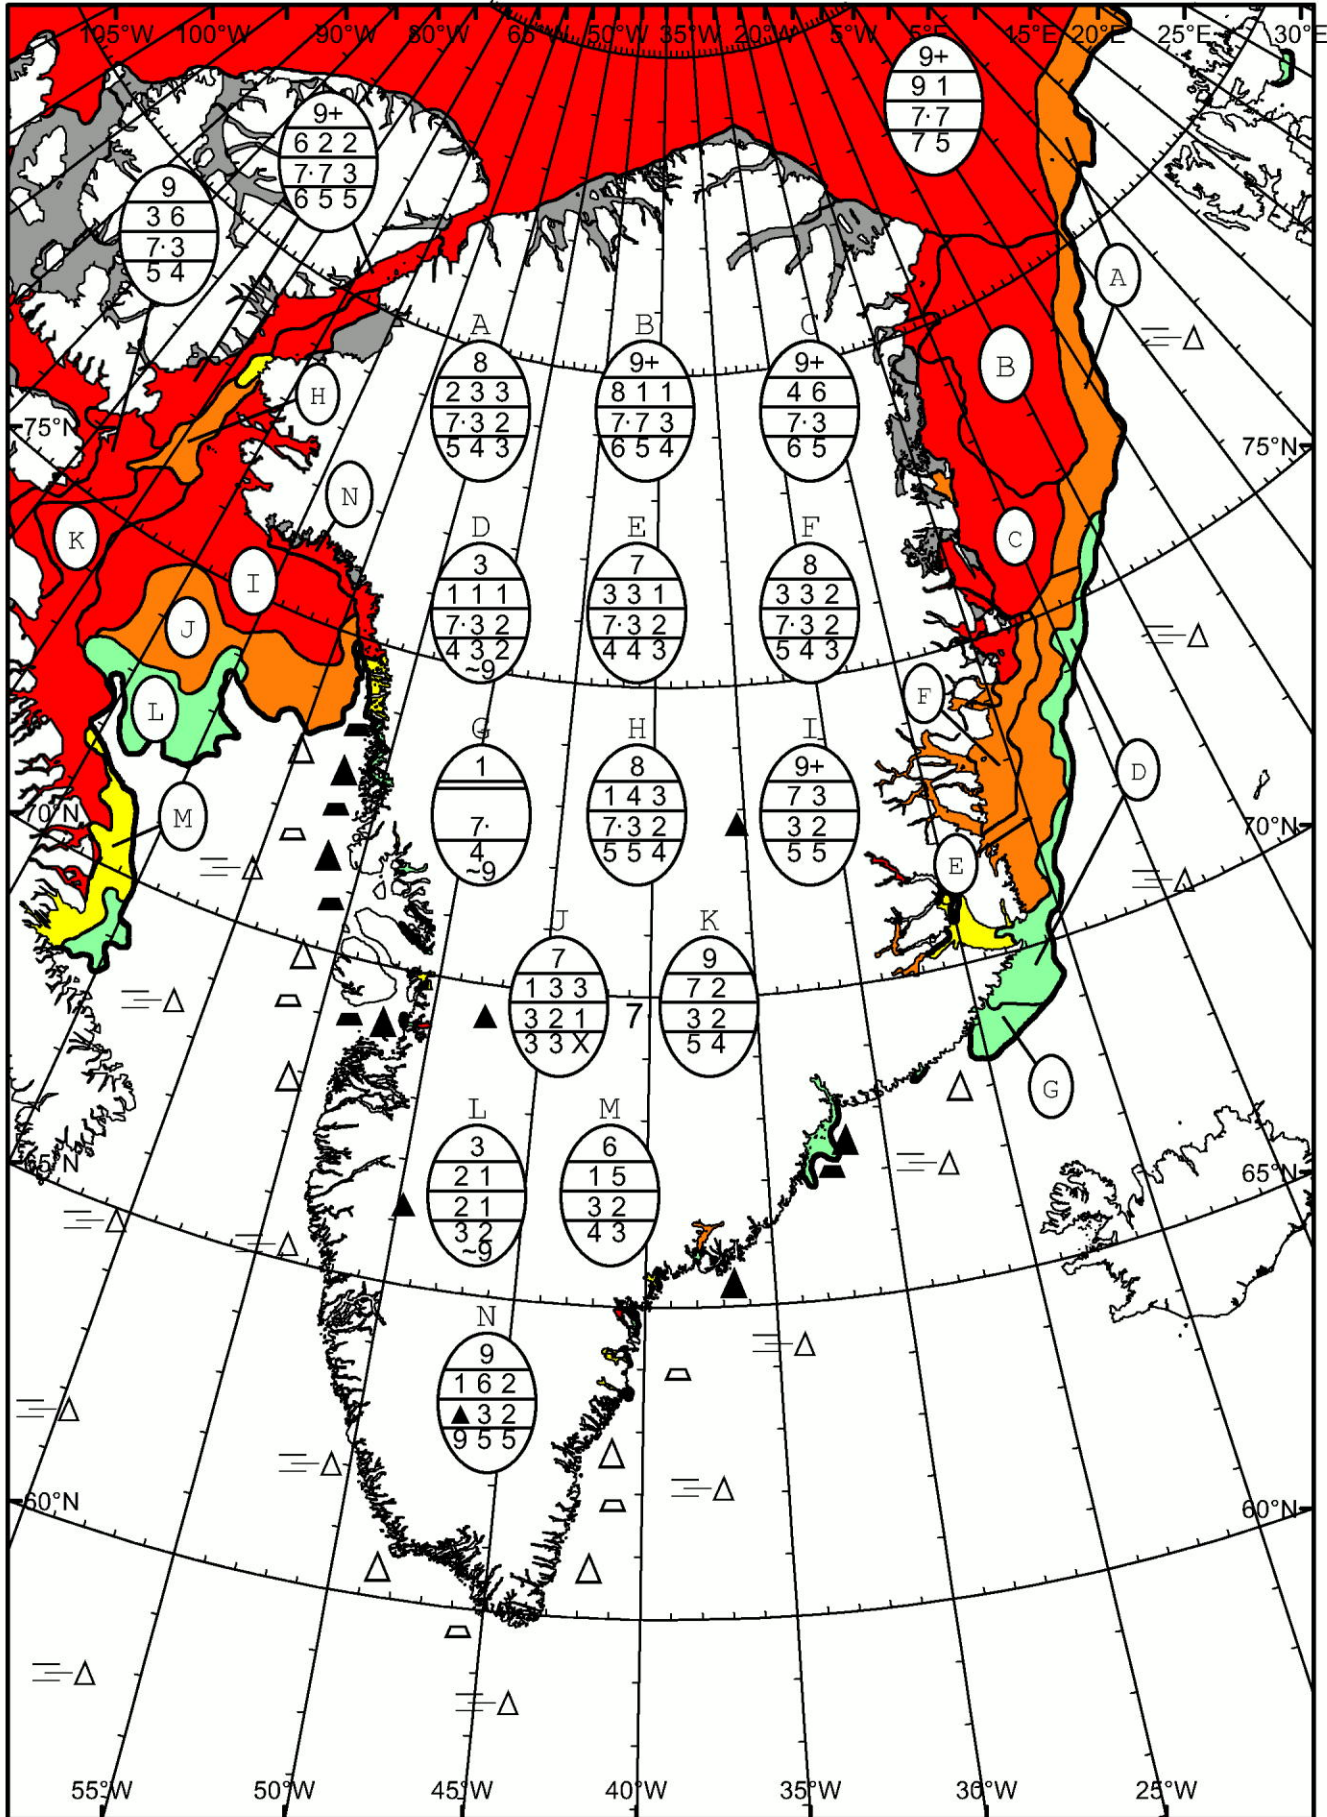 105°W 100°W 90°W 80°W 65°W 50°W 35°W 20°W 5°W 5°E 15°E 20°E 25°E 30°E
9+
9 1
7· 7
7 5
9+
6 2 2
7· 7 3
6 5 5
9
3 6
7· 3
5 4
A
B
C
A
8
2 3 3
7· 3 2
5 4 3
B
9+
8 1 1
7· 7 3
6 5 4
C
9+
4 6
7· 3
6 5
H
N
75°N
75°N
K
I
J
L
D
3
1 1 1
7· 3 2
4 3 2
~9
E
7
3 3 1
7· 3 2
4 4 3
F
8
3 3 2
7· 3 2
5 4 3
F
D
G
1
7·
4
~9
H
8
1 4 3
7· 3 2
5 5 4
I
9+
7 3
3 2
5 5
70°N
70°N
M
E
J
7
1 3 3
3 2 1
3 3 X
7
K
9
7 2
3 2
5 4
G
L
3
2 1
2 1
3 2
~9
M
6
1 5
3 2
4 3
65°N
65°N
N
9
1 6 2
▲ 3 2
9 5 5
60°N
60°N
55°W 50°W 45°W 40°W 35°W 30°W 25°W